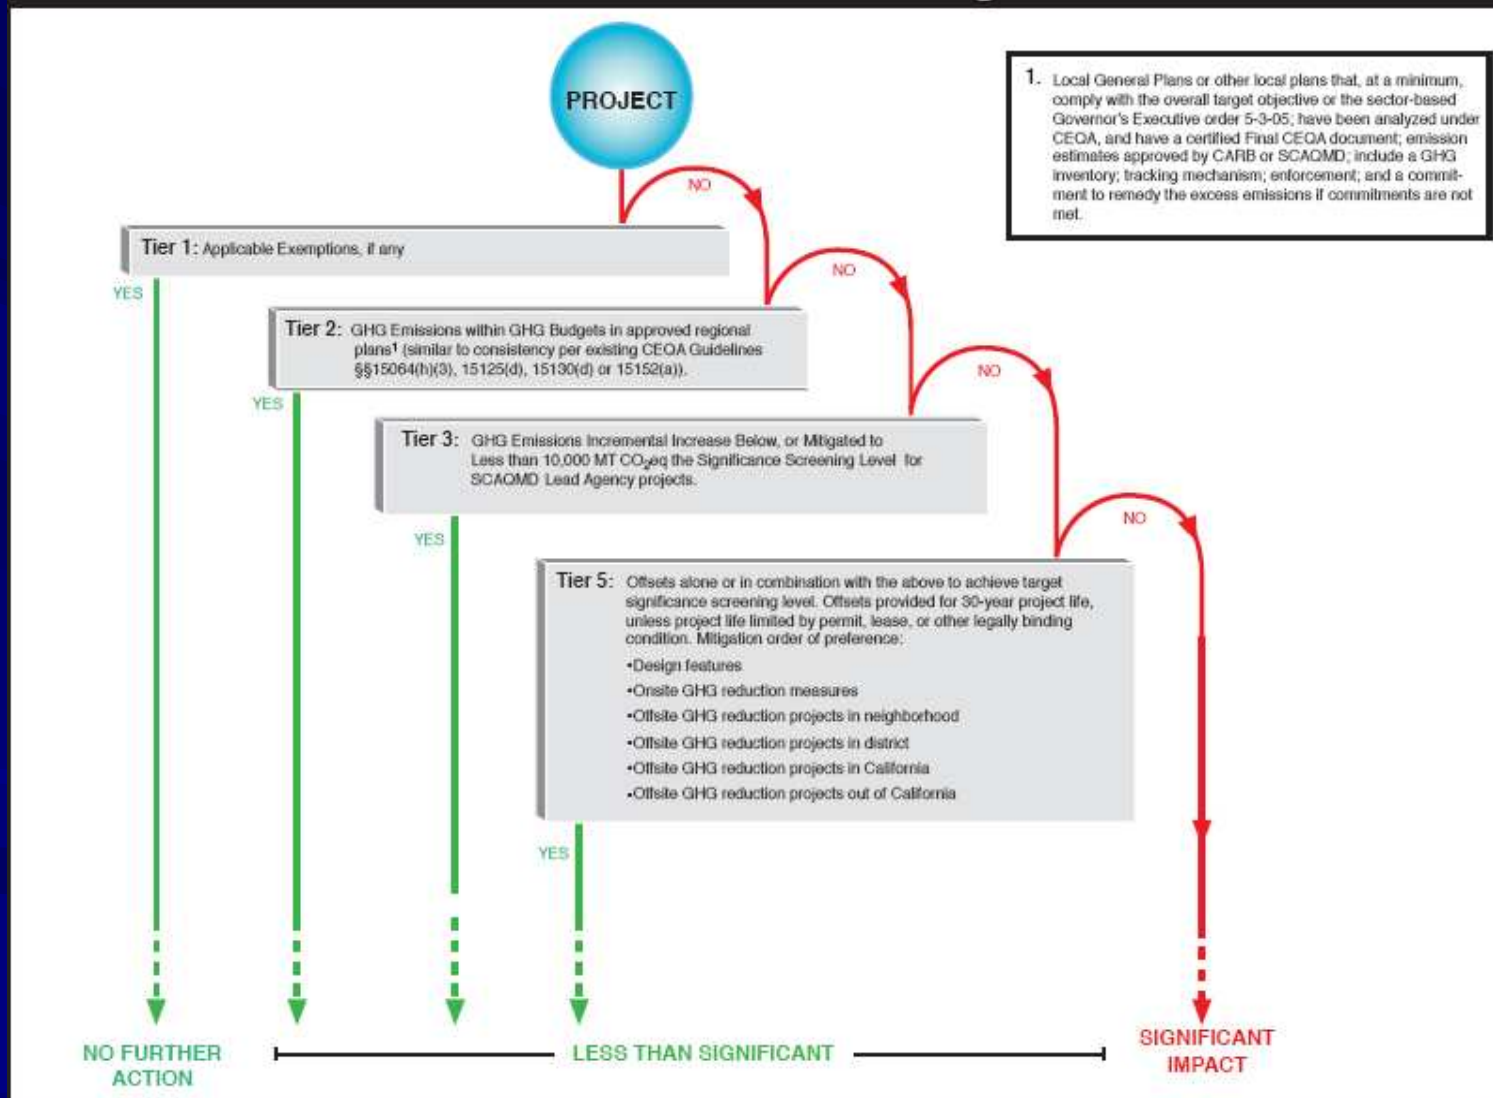 PROJECT
1. Local General Plans or other local plans that, at a minimum,
comply with the overall target objective or the sector-based
Governor's Executive order 5-3-05; have been analyzed under
CEQA, and have a certified Final CEQA document; emission
estimates approved by CARB or SCAQMD; include a GHG
inventory; tracking mechanism; enforcement; and a commit-
ment to remedy the excess emissions if commitments are not
met.
NO
Tier 1: Applicable Exemptions, if any
YES
NO
Tier 2: GHG Emissions within GHG Budgets in approved regional
plans¹ (similar to consistency per existing CEQA Guidelines
§§15064(h)(3), 15125(d), 15130(d) or 15152(a)).
YES
NO
Tier 3: GHG Emissions Incremental Increase Below, or Mitigated to
Less than 10,000 MT CO₂eq the Significance Screening Level for
SCAQMD Lead Agency projects.
YES
NO
Tier 5: Offsets alone or in combination with the above to achieve target
significance screening level. Offsets provided for 30-year project life,
unless project life limited by permit, lease, or other legally binding
condition. Mitigation order of preference:
•Design features
•Onsite GHG reduction measures
•Offsite GHG reduction projects in neighborhood
•Offsite GHG reduction projects in district
•Offsite GHG reduction projects in California
•Offsite GHG reduction projects out of California
YES
NO FURTHER
ACTION
LESS THAN SIGNIFICANT
SIGNIFICANT
IMPACT